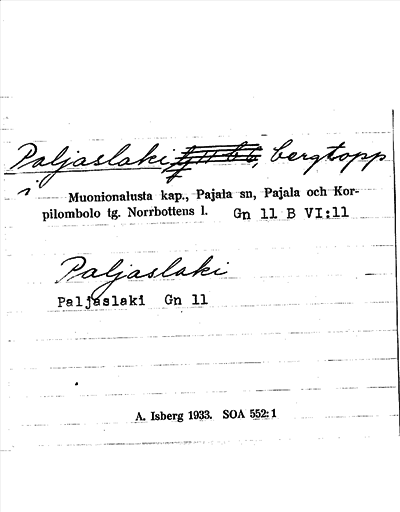 Paljaslaki, bergtopp
i
Muonionalusta kap., Pajala sn, Pajala och Kor-
pilombolo tg. Norrbottens l. Gn 11 B VI:11
Paljaslaki
Paljaslaki Gn 11
A. Isberg 1933. SOA 552:1